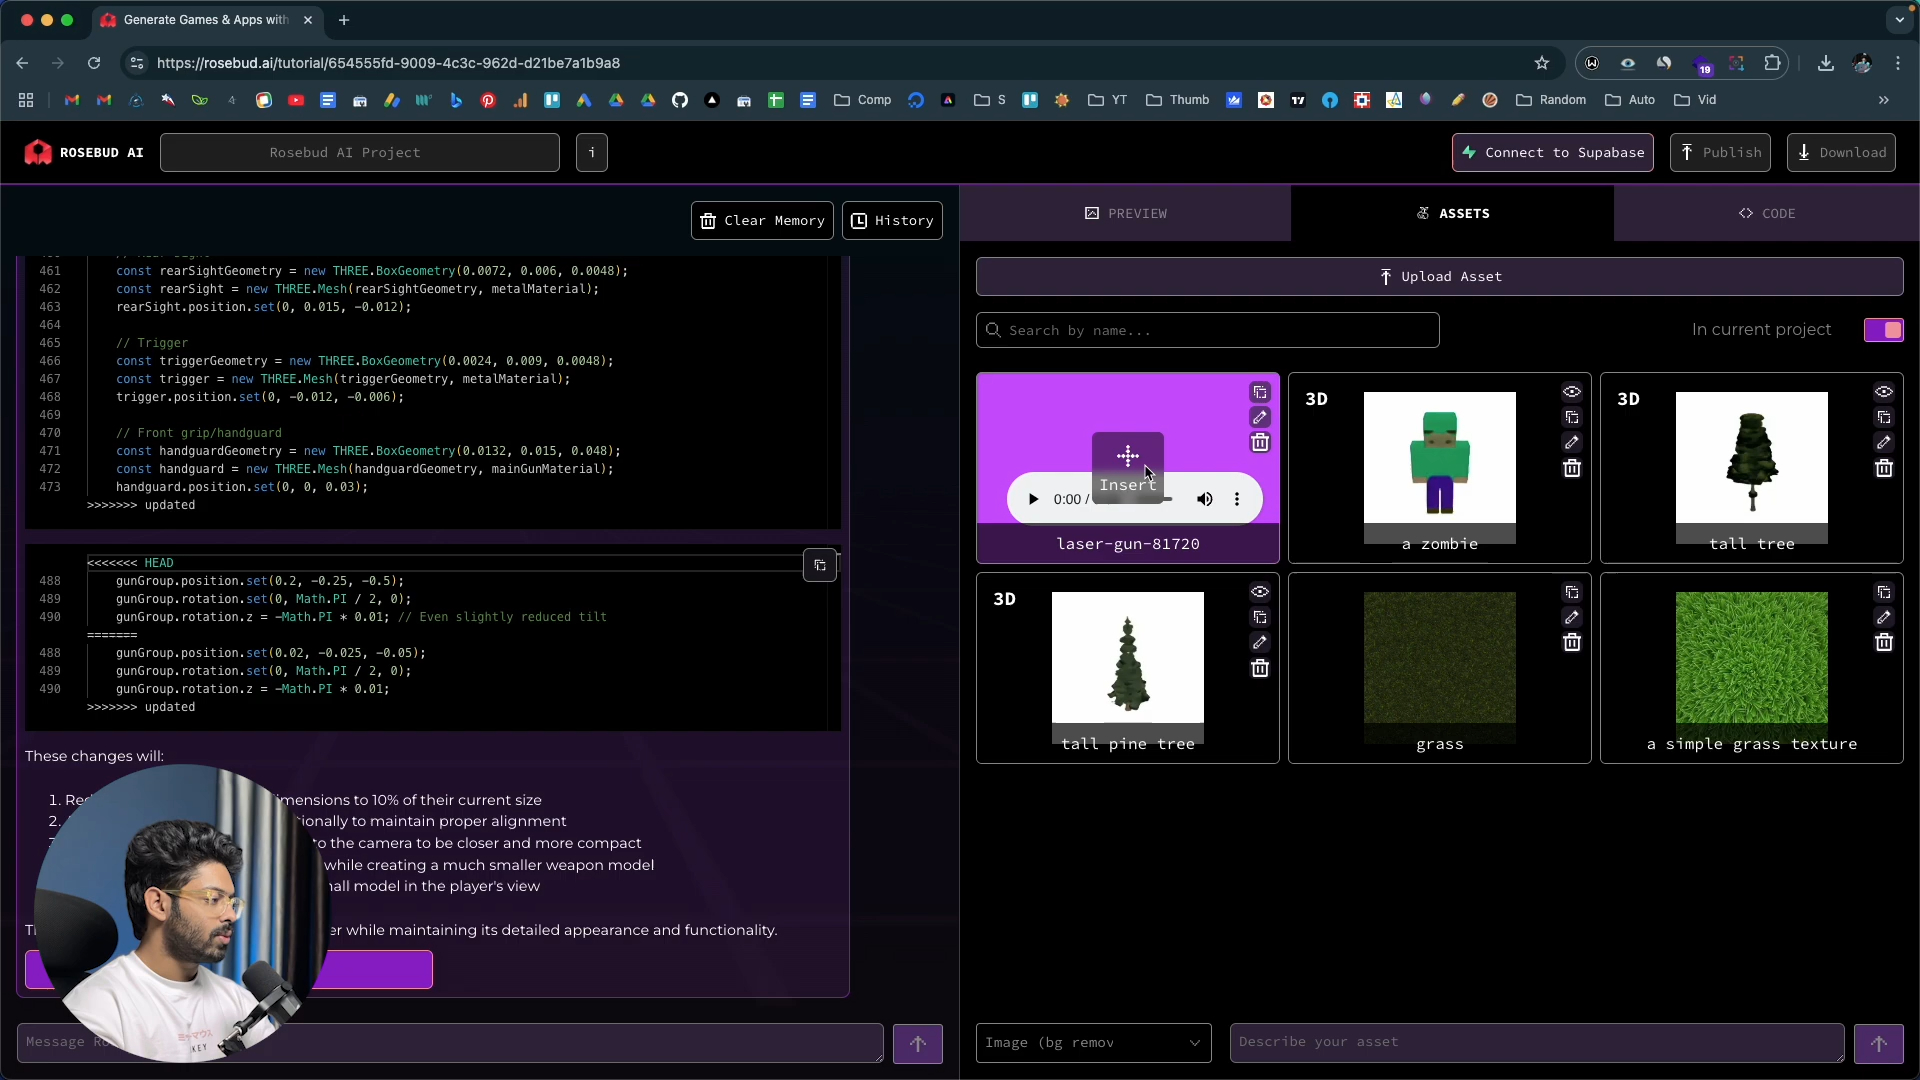 Generate Games & Apps with
https://rosebud.ai/tutorial/654555fd-9009-4c3c-962d-d21be7a1b9a8
19
Comp
S
YT
Thumb
Random
Auto
Vid
ROSEBUD AI
Rosebud AI Project
i
Connect to Supabase
Publish
Download
Clear Memory
History
461 const rearSightGeometry = new THREE.BoxGeometry(0.0072, 0.006, 0.0048);
462 const rearSight = new THREE.Mesh(rearSightGeometry, metalMaterial);
463 rearSight.position.set(0, 0.015, -0.012);
464
465 // Trigger
466 const triggerGeometry = new THREE.BoxGeometry(0.0024, 0.009, 0.0048);
467 const trigger = new THREE.Mesh(triggerGeometry, metalMaterial);
468 trigger.position.set(0, -0.012, -0.006);
469
470 // Front grip/handguard
471 const handguardGeometry = new THREE.BoxGeometry(0.0132, 0.015, 0.048);
472 const handguard = new THREE.Mesh(handguardGeometry, mainGunMaterial);
473 handguard.position.set(0, 0, 0.03);
>>>>>>> updated
<<<<<<< HEAD
488 gunGroup.position.set(0.2, -0.25, -0.5);
489 gunGroup.rotation.set(0, Math.PI / 2, 0);
490 gunGroup.rotation.z = -Math.PI * 0.01; // Even slightly reduced tilt
=======
488 gunGroup.position.set(0.02, -0.025, -0.05);
489 gunGroup.rotation.set(0, Math.PI / 2, 0);
490 gunGroup.rotation.z = -Math.PI * 0.01;
>>>>>>> updated
These changes will:
1. Red mensions to 10% of their current size
2. ionally to maintain proper alignment
to the camera to be closer and more compact
while creating a much smaller weapon model
mall model in the player's view
er while maintaining its detailed appearance and functionality.
Message Ro
PREVIEW
ASSETS
CODE
Upload Asset
Search by name...
In current project
Insert
0:00 /
laser-gun-81720
3D
a zombie
3D
tall tree
3D
tall pine tree
grass
a simple grass texture
Image (bg remov
Describe your asset